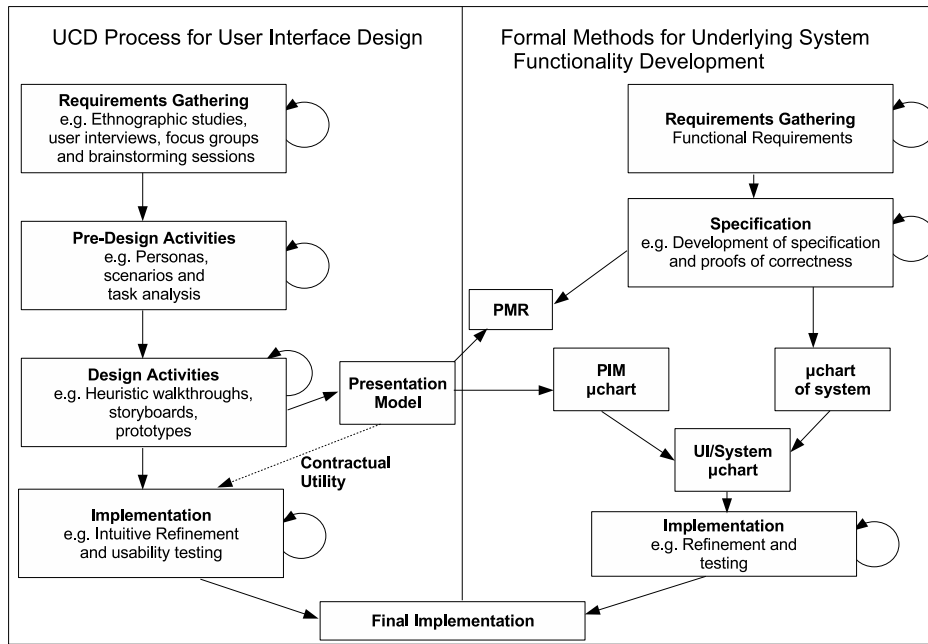 UCD Process for User Interface Design
Requirements Gathering
e.g. Ethnographic studies,
user interviews, focus groups
and brainstorming sessions
Pre-Design Activities
e.g. Personas,
scenarios and
task analysis
Design Activities
e.g. Heuristic walkthroughs,
storyboards,
prototypes
Implementation
e.g. Intuitive Refinement
and usability testing
Presentation
Model
Contractual
Utility
Formal Methods for Underlying System
Functionality Development
Requirements Gathering
Functional Requirements
Specification
e.g. Development of specification
and proofs of correctness
PMR
PIM
µchart
µchart
of system
UI/System
µchart
Implementation
e.g. Refinement and
testing
Final Implementation